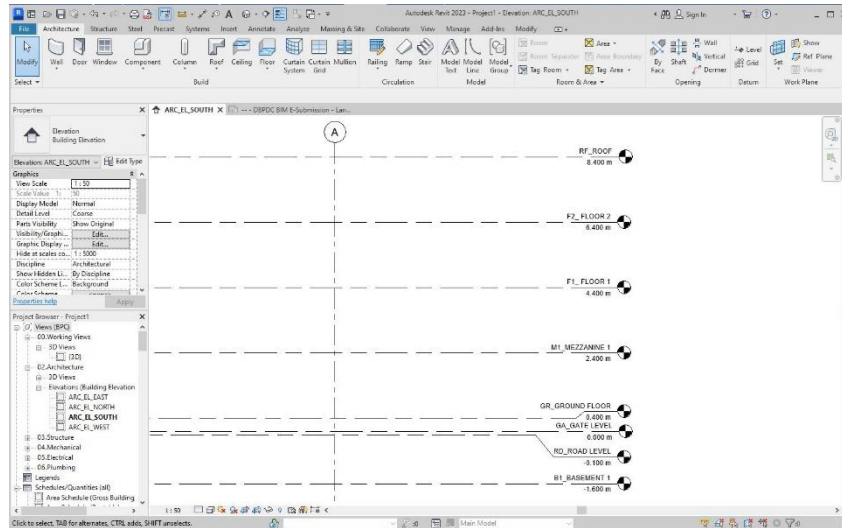 Autodesk Revit 2023 - Project1 - Elevation: ARC_EL_SOUTH
Sign In
File Architecture Structure Steel Precast Systems Insert Annotate Analyze Massing & Site Collaborate View Manage Add-Ins Modify
Modify Wall Door Window Component Column Roof Ceiling Floor Curtain System Curtain Grid Mullion Railing Ramp Stair Model Text Model Line Model Group
Room Area
Room Separator Area Boundary
Tag Room Tag Area
By Face Shaft Wall Vertical Dormer
Level Grid
Set Show Ref Plane Viewer
Select Build Circulation Model Room & Area Opening Datum Work Plane
Properties
ARC_EL_SOUTH
--- DBPDC BIM E-Submission - Lan...
Elevation
Building Elevation
Elevation: ARC_EL_SOUTH Edit Type
Graphics
View Scale 1 : 50
Scale Value 1: 50
Display Model Normal
Detail Level Coarse
Parts Visibility Show Original
Visibility/Graphi... Edit...
Graphic Display ... Edit...
Hide at scales co... 1 : 5000
Discipline Architectural
Show Hidden Li... By Discipline
Color Scheme L... Background
Color Scheme
Properties help Apply
Project Browser - Project1
Views (BPC)
00.Working Views
3D Views
{3D}
02.Architecture
3D Views
Elevations (Building Elevation
ARC_EL_EAST
ARC_EL_NORTH
ARC_EL_SOUTH
ARC_EL_WEST
03.Structure
04.Mechanical
05.Electrical
06.Plumbing
Legends
Schedules/Quantities (all)
Area Schedule (Gross Building
A
RF_ROOF
8.400 m
F2_ FLOOR 2
6.400 m
F1_ FLOOR 1
4.400 m
M1_MEZZANINE 1
2.400 m
GR_GROUND FLOOR
0.400 m
GA_GATE LEVEL
0.000 m
RD_ROAD LEVEL
-0.100 m
B1_BASEMENT 1
-1.600 m
1 : 50
Click to select, TAB for alternates, CTRL adds, SHIFT unselects.
:0
Main Model
:0